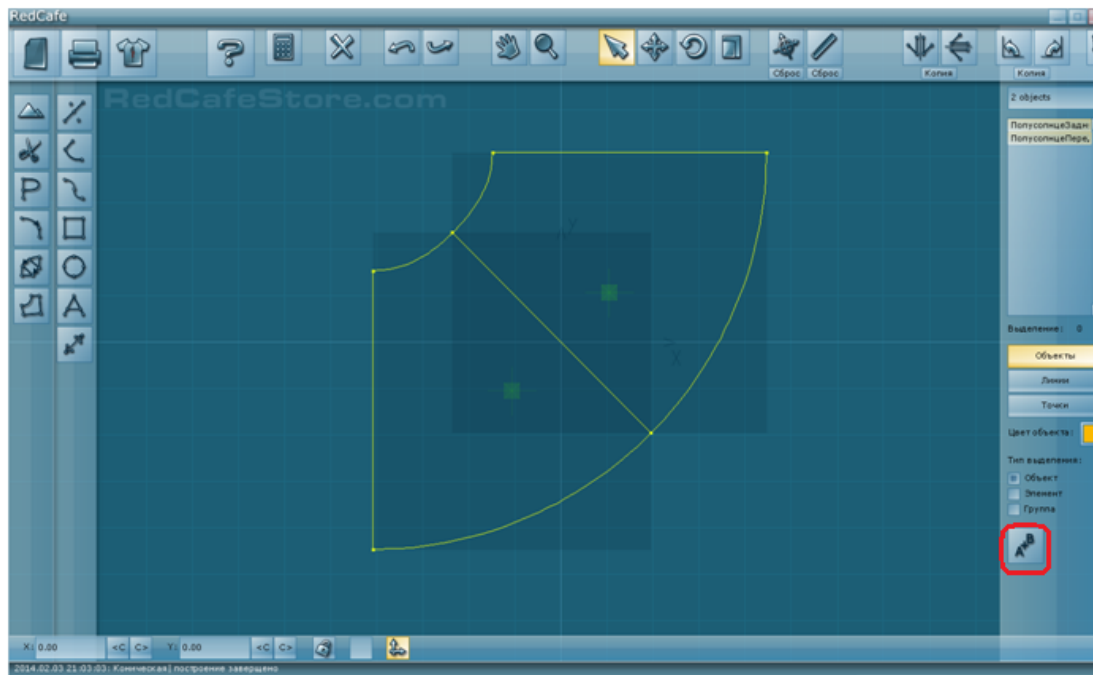 RedCafe
Сброс Сброс
Копия
Копия
RedCafeStore.com
2 objects
ПолусолнцеЗадн
ПолусолнцеПере,
Y
X
Выделение: 0
Объекты
Линии
Точки
Цвет объекта:
Тип выделения:
Объект
Элемент
Группа
A B
P
A
X: 0.00 <C C> Y: 0.00 <C C>
2014.02.03 21:03:03: Коническая| построение завершено